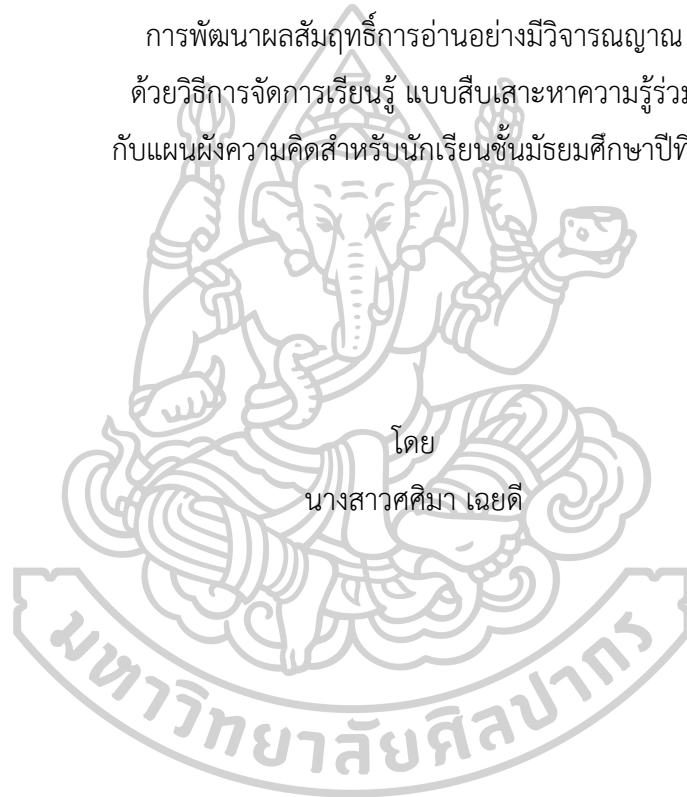 การพัฒนาผลสัมฤทธิ์การอ่านอย่างมีวิจารณญาณ
ด้วยวิธีการจัดการเรียนรู้ แบบสืบเสาะหาความรู้ร่วม
กับแผนผังความคิดสำหรับนักเรียนชั้นมัธยมศึกษาปีที่
โดย
นางสาวศศิมา เฉยดี
มหาวิทยาลัยศิลปากร